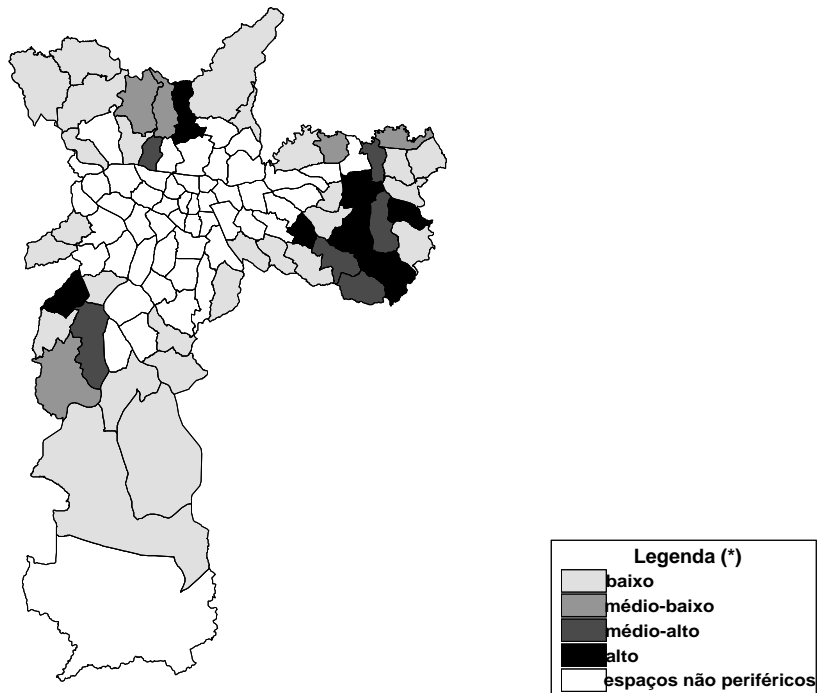 Legenda (*)
baixo
médio-baixo
médio-alto
alto
espaços não periféricos